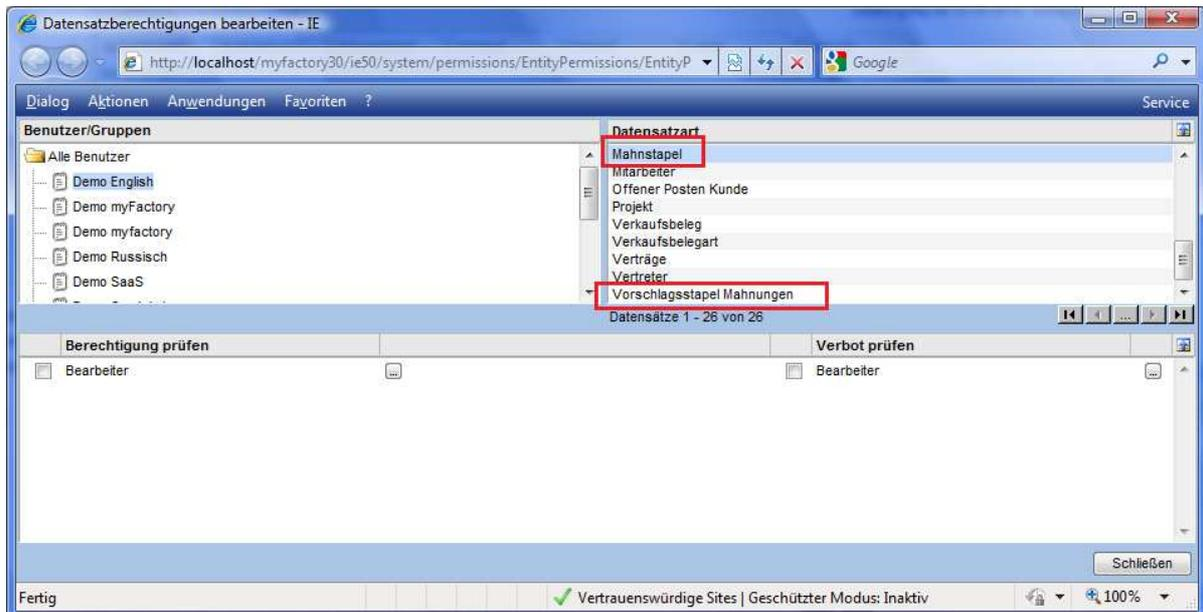 Datensatzberechtigungen bearbeiten - IE
http://localhost/myfactory30/ie50/system/permissions/EntityPermissions/EntityP
Google
Dialog Aktionen Anwendungen Favoriten ? Service
Benutzer/Gruppen
Alle Benutzer
Demo English
Demo myFactory
Demo myfactory
Demo Russisch
Demo SaaS
Datensatzart
Mahnstapel
Mitarbeiter
Offener Posten Kunde
Projekt
Verkaufsbeleg
Verkaufsbelegart
Verträge
Vertreter
Vorschlagsstapel Mahnungen
Datensätze 1 - 26 von 26
...
Berechtigung prüfen Verbot prüfen
Bearbeiter ... Bearbeiter ...
Schließen
Fertig Vertrauenswürdige Sites | Geschützter Modus: Inaktiv 100%